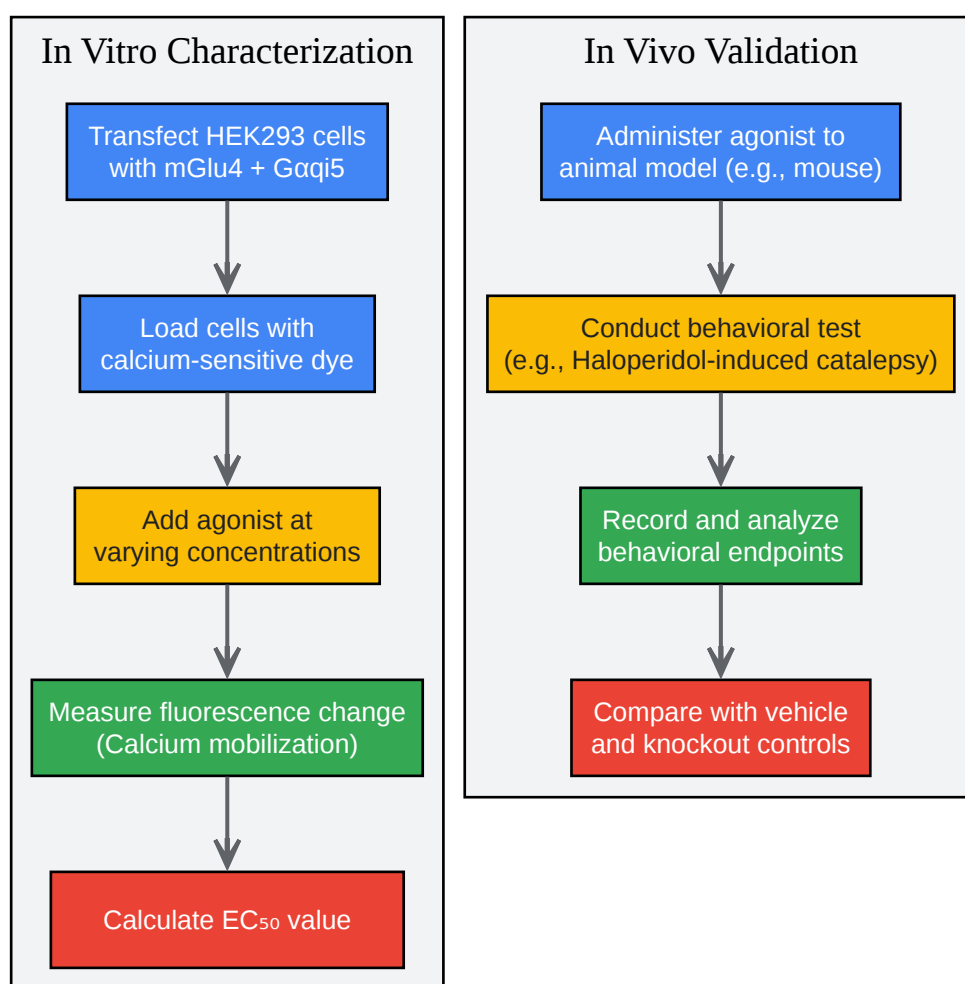 In Vitro Characterization
Transfect HEK293 cells
with mGlu4 + Gαqi5
Load cells with
calcium-sensitive dye
Add agonist at
varying concentrations
Measure fluorescence change
(Calcium mobilization)
Calculate EC₅₀ value
In Vivo Validation
Administer agonist to
animal model (e.g., mouse)
Conduct behavioral test
(e.g., Haloperidol-induced catalepsy)
Record and analyze
behavioral endpoints
Compare with vehicle
and knockout controls